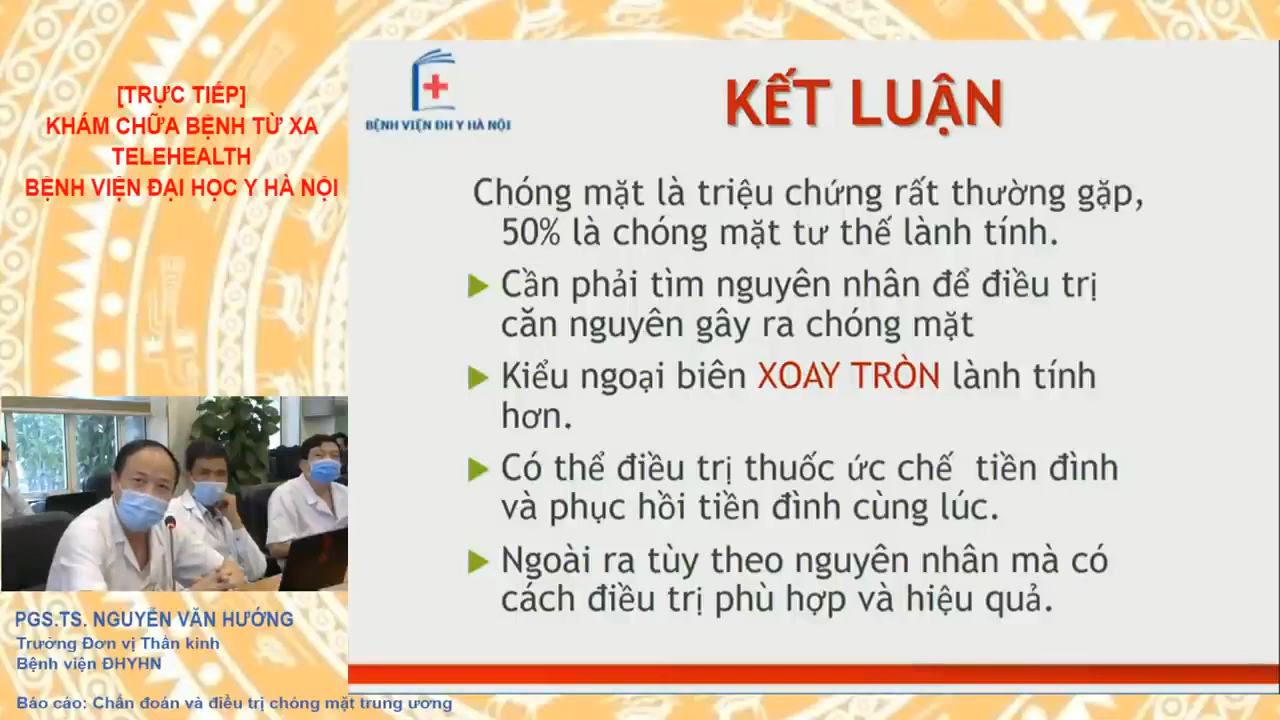 [TRỰC TIẾP]
KHÁM CHỮA BỆNH TỪ XA
TELEHEALTH
BỆNH VIỆN ĐẠI HỌC Y HÀ NỘI
BỆNH VIỆN ĐH Y HÀ NỘI
KẾT LUẬN
Chóng mặt là triệu chứng rất thường gặp,
50% là chóng mặt tư thế lành tính.
Cần phải tìm nguyên nhân để điều trị
căn nguyên gây ra chóng mặt
Kiểu ngoại biên XOAY TRÒN lành tính
hơn.
Có thể điều trị thuốc ức chế tiền đình
và phục hồi tiền đình cùng lúc.
Ngoài ra tùy theo nguyên nhân mà có
cách điều trị phù hợp và hiệu quả.
PGS.TS. NGUYỄN VĂN HƯỚNG
Trưởng Đơn vị Thần kinh
Bệnh viện ĐHYHN
Báo cáo: Chẩn đoán và điều trị chóng mặt trung ương